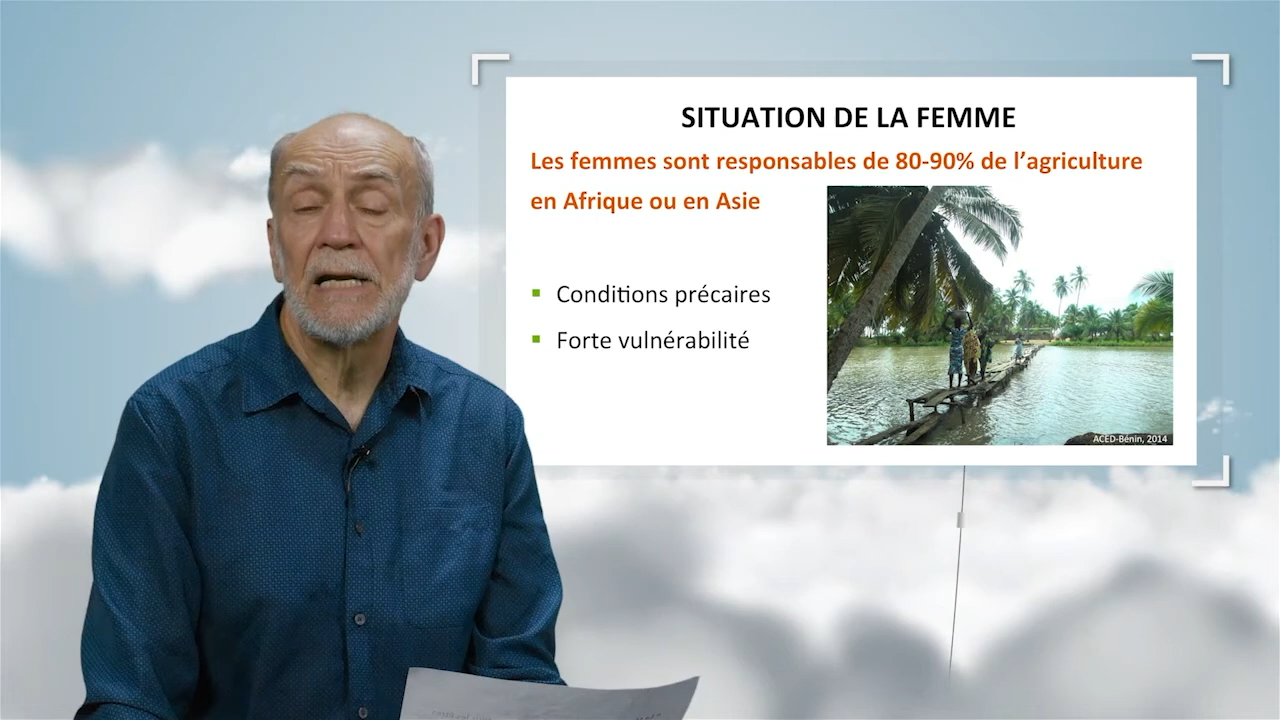 SITUATION DE LA FEMME
Les femmes sont responsables de 80-90% de l’agriculture
en Afrique ou en Asie
▪ Conditions précaires
▪ Forte vulnérabilité
ACED-Bénin, 2014